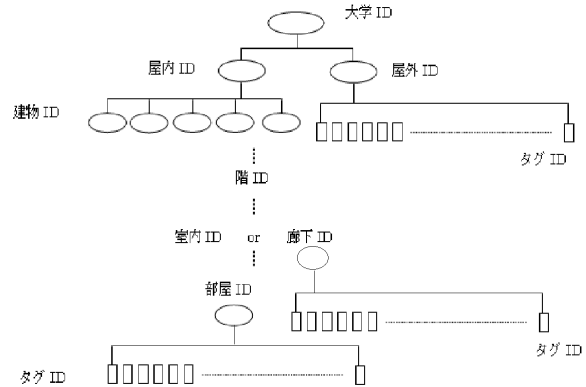 大学 ID
屋内 ID
屋外 ID
建物 ID
タグ ID
階 ID
室内 ID or 廊下 ID
部屋 ID
タグ ID
タグ ID